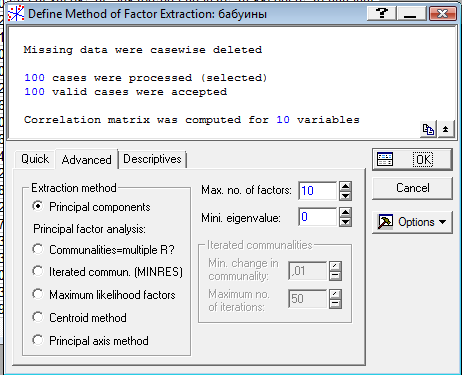 Define Method of Factor Extraction: бабуины
Missing data were casewise deleted
100 cases were processed (selected)
100 valid cases were accepted
Correlation matrix was computed for 10 variables
Quick Advanced Descriptives
OK
Cancel
Options
Extraction method
Principal components
Principal factor analysis:
Communalities=multiple R?
Iterated commun. (MINRES)
Maximum likelihood factors
Centroid method
Principal axis method
Max. no. of factors: 10
Mini. eigenvalue: 0
Iterated communalities
Min. change in
communality: ,01
Maximum no.
of iterations: 50